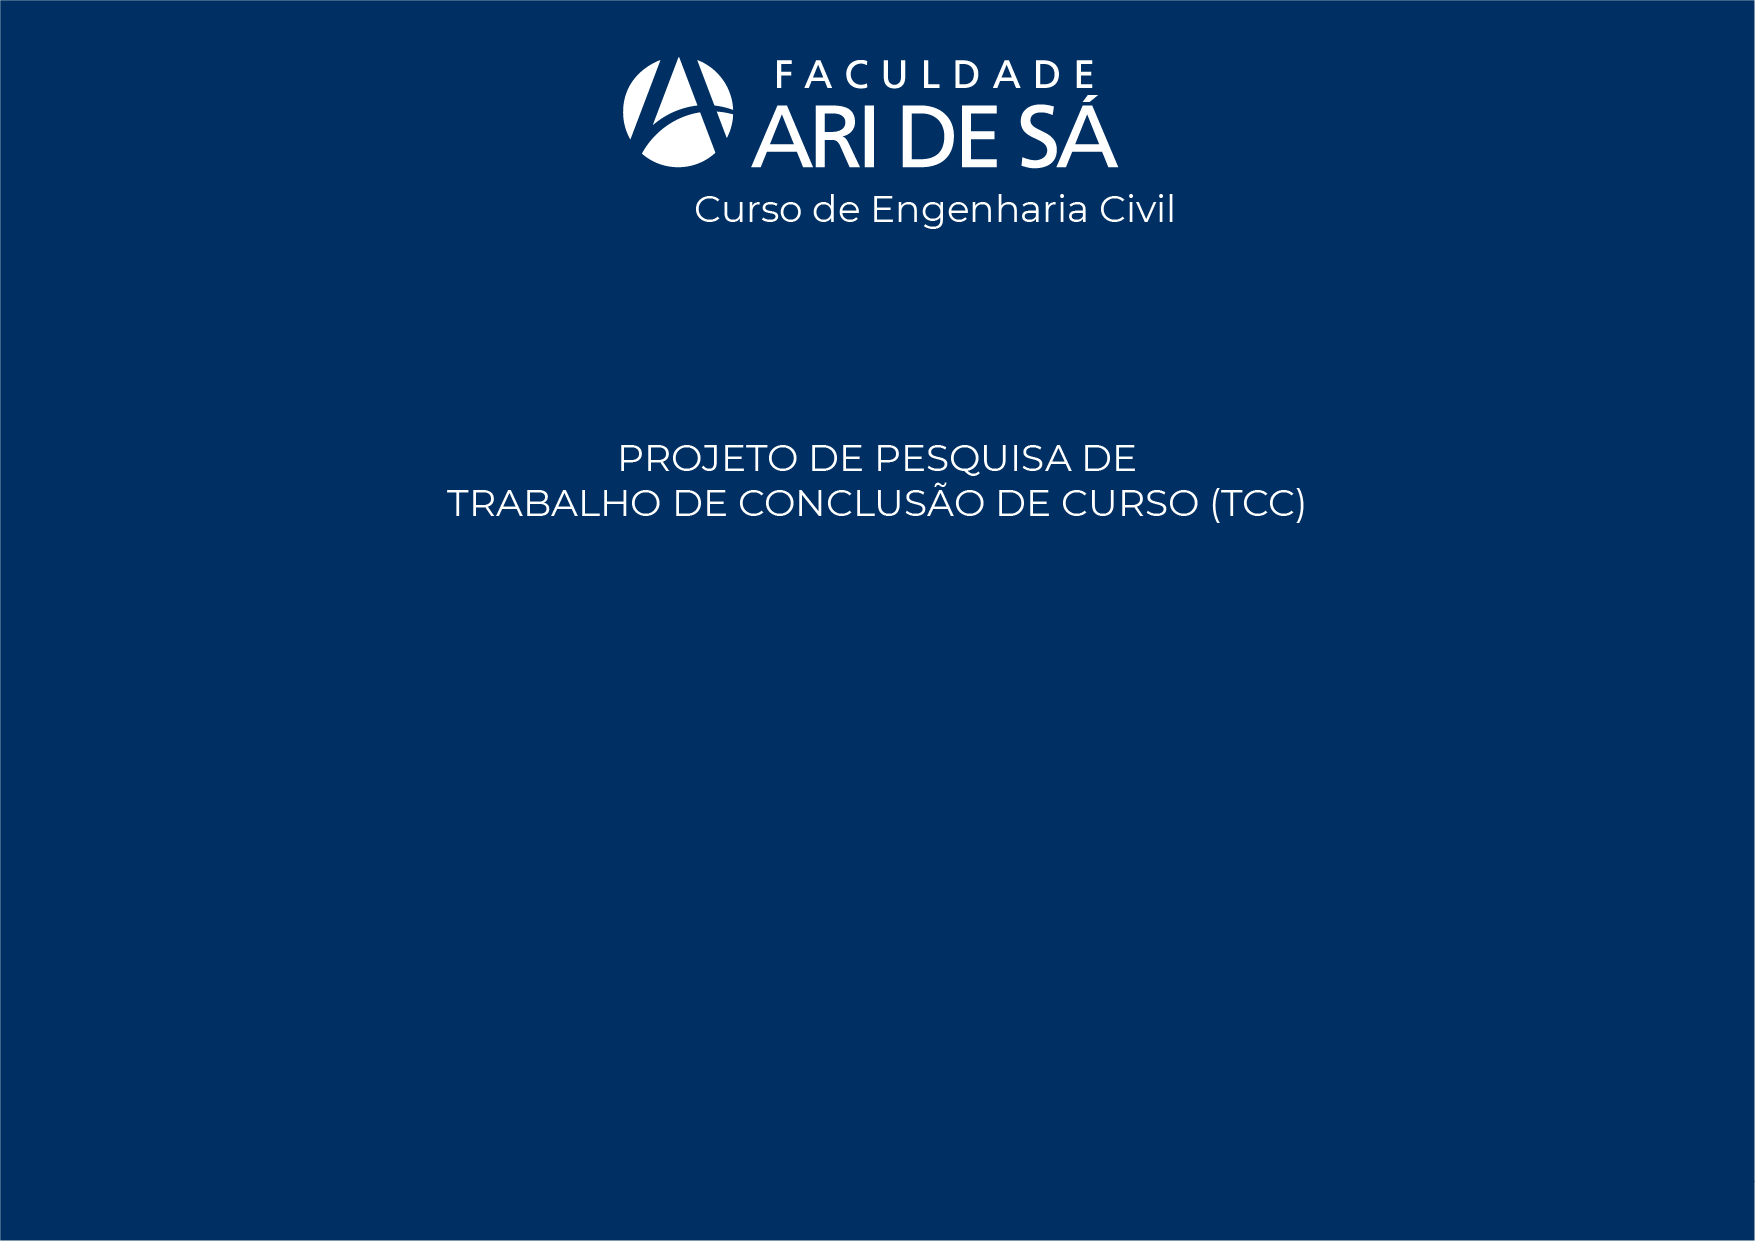 FACULDADE
ARI DE SÁ
Curso de Engenharia Civil
PROJETO DE PESQUISA DE
TRABALHO DE CONCLUSÃO DE CURSO (TCC)